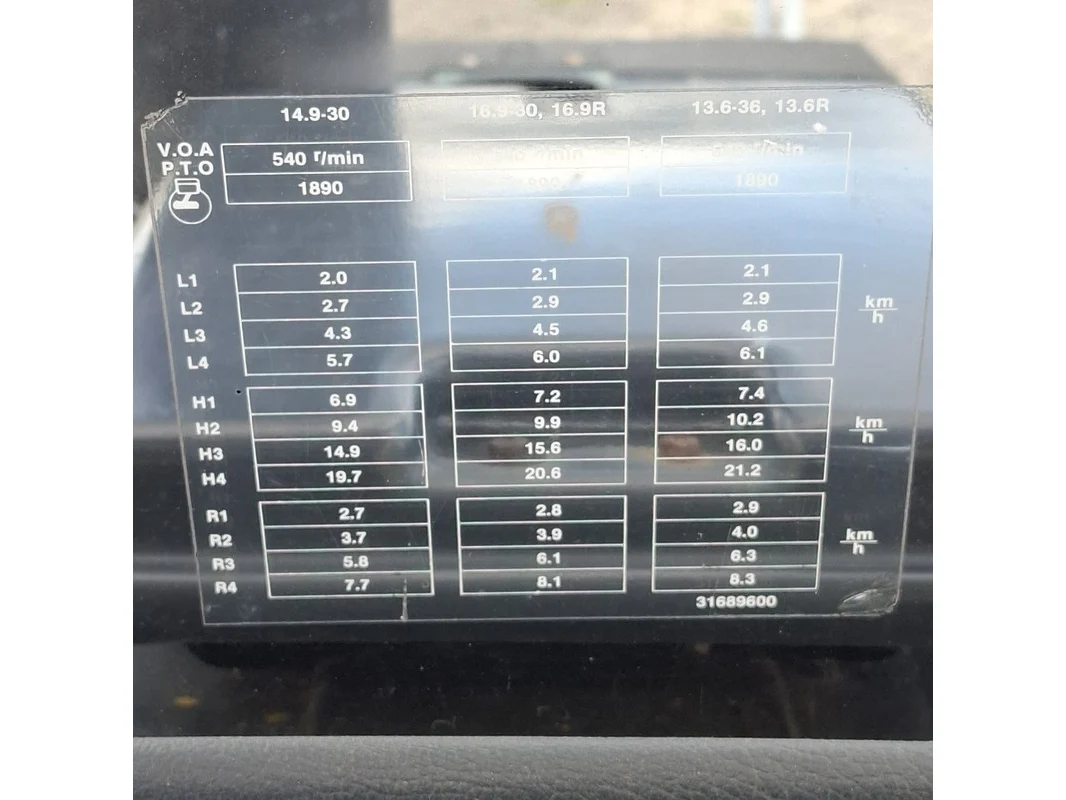 14.9-30 16.9-30, 16.9R 13.6-36, 13.6R
V.O.A
P.T.O
540 r/min 540 r/min 540 r/min
1890 1890 1890
L1 2.0 2.1 2.1
L2 2.7 2.9 2.9 km/h
L3 4.3 4.5 4.6
L4 5.7 6.0 6.1
H1 6.9 7.2 7.4
H2 9.4 9.9 10.2 km/h
H3 14.9 15.6 16.0
H4 19.7 20.6 21.2
R1 2.7 2.8 2.9
R2 3.7 3.9 4.0 km/h
R3 5.8 6.1 6.3
R4 7.7 8.1 8.3
31689600